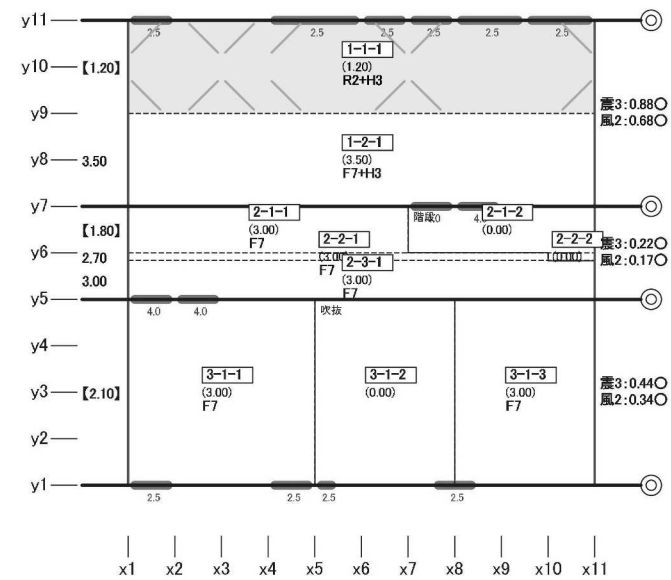 y11
2.5
2.5
2.5
2.5
2.5
2.5
1-1-1
y10
【1.20】
(1.20)
R2+H3
y9
震3:0.88○
風2:0.68○
1-2-1
y8
3.50
(3.50)
F7+H3
y7
2-1-1
階段0
4.0
2-1-2
【1.80】
(3.00)
(0.00)
F7
2-2-1
2-2-2
y6
震3:0.22○
2.70
(3.00)
(0.00)
風2:0.17○
F7
2-3-1
3.00
(3.00)
F7
y5
4.0
4.0
吹抜
y4
3-1-1
3-1-2
3-1-3
y3
【2.10】
(3.00)
(0.00)
(3.00)
震3:0.44○
F7
F7
風2:0.34○
y2
y1
2.5
2.5
2.5
2.5
x1
x2
x3
x4
x5
x6
x7
x8
x9
x10
x11